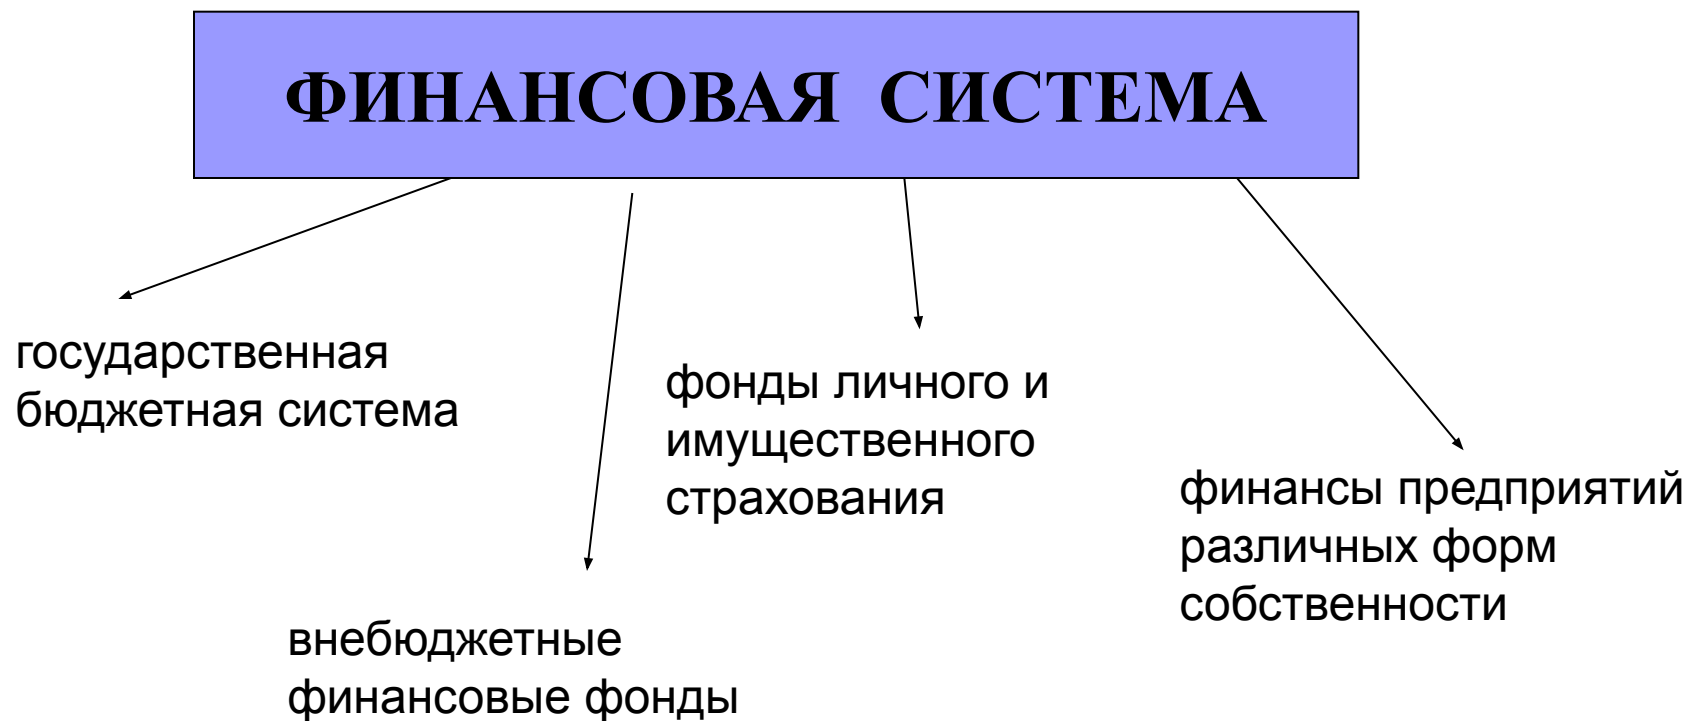 ФИНАНСОВАЯ СИСТЕМА
государственная
бюджетная система
внебюджетные
финансовые фонды
фонды личного и
имущественного
страхования
финансы предприятий
различных форм
собственности